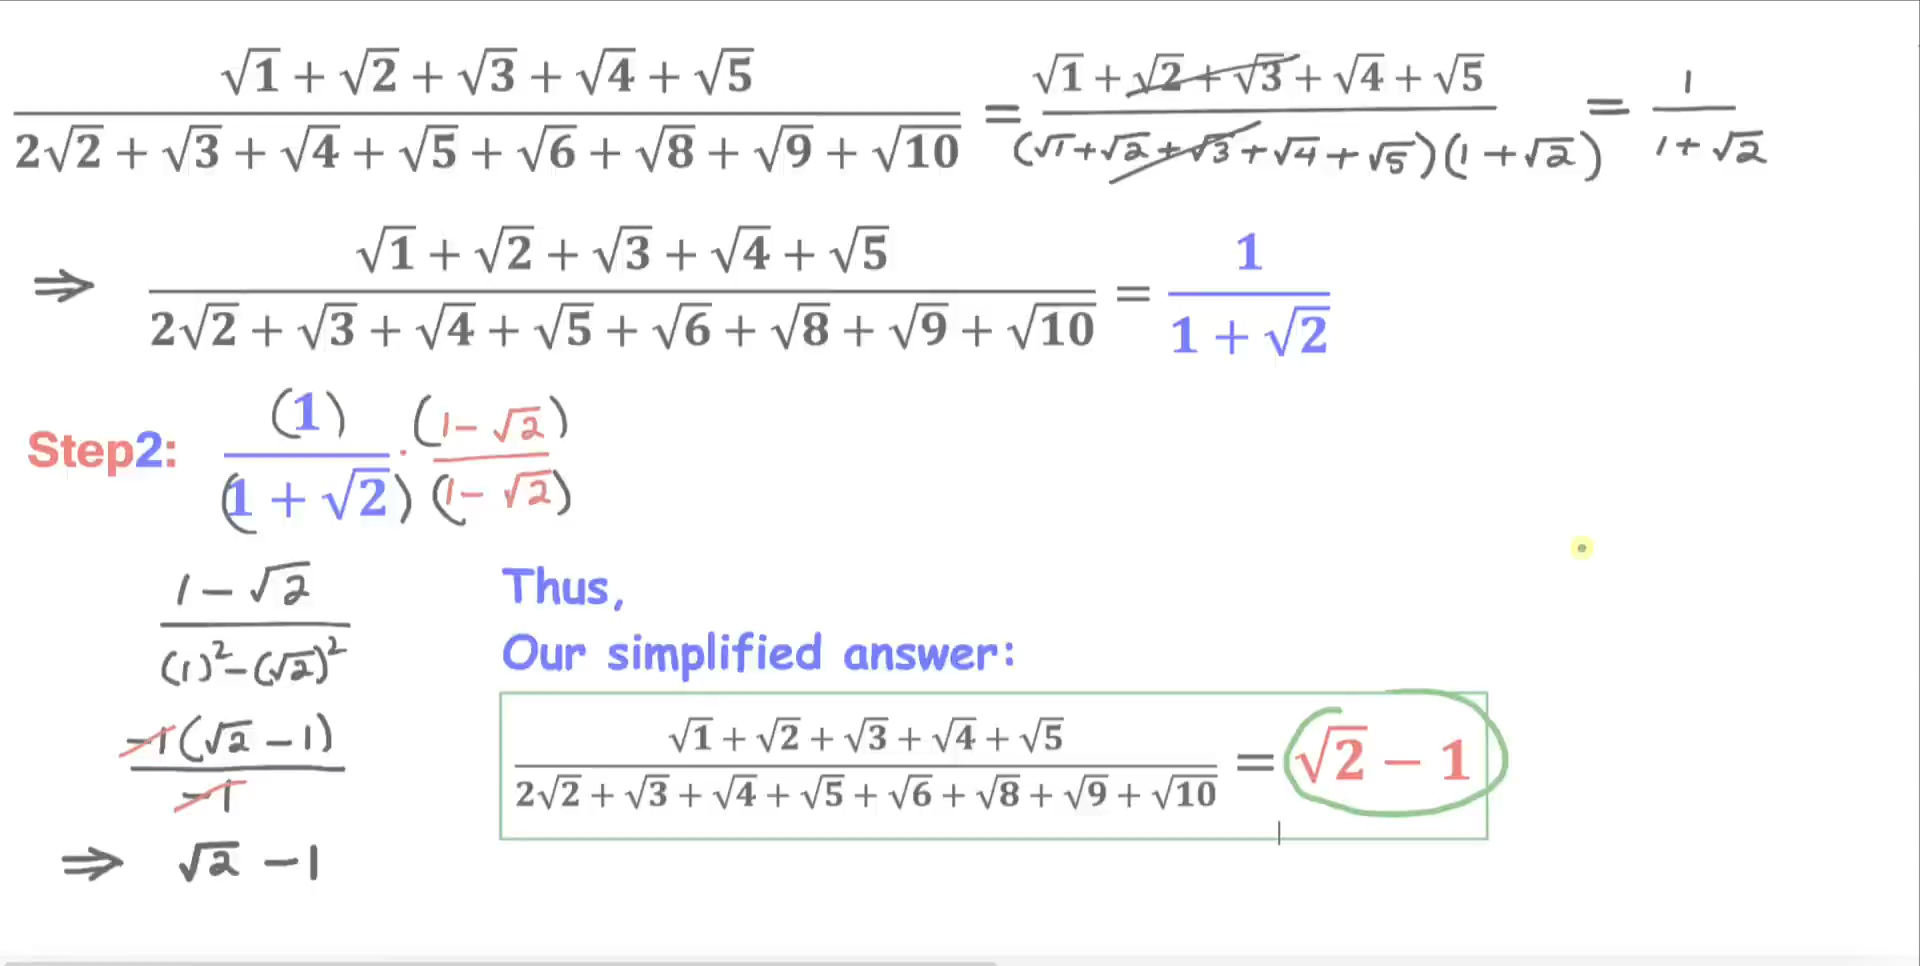 √1 + √2 + √3 + √4 + √5 / 2√2 + √3 + √4 + √5 + √6 + √8 + √9 + √10 = √1 + √2 + √3 + √4 + √5 / (√1 + √2 + √3 + √4 + √5)(1 + √2) = 1 / 1 + √2
⇒ √1 + √2 + √3 + √4 + √5 / 2√2 + √3 + √4 + √5 + √6 + √8 + √9 + √10 = 1 / 1 + √2
Step2: (1) / (1 + √2) · (1 - √2) / (1 - √2)
1 - √2 / (1)² - (√2)²
-1(√2 - 1) / -1
⇒ √2 - 1
Thus,
Our simplified answer:
√1 + √2 + √3 + √4 + √5 / 2√2 + √3 + √4 + √5 + √6 + √8 + √9 + √10 = √2 - 1